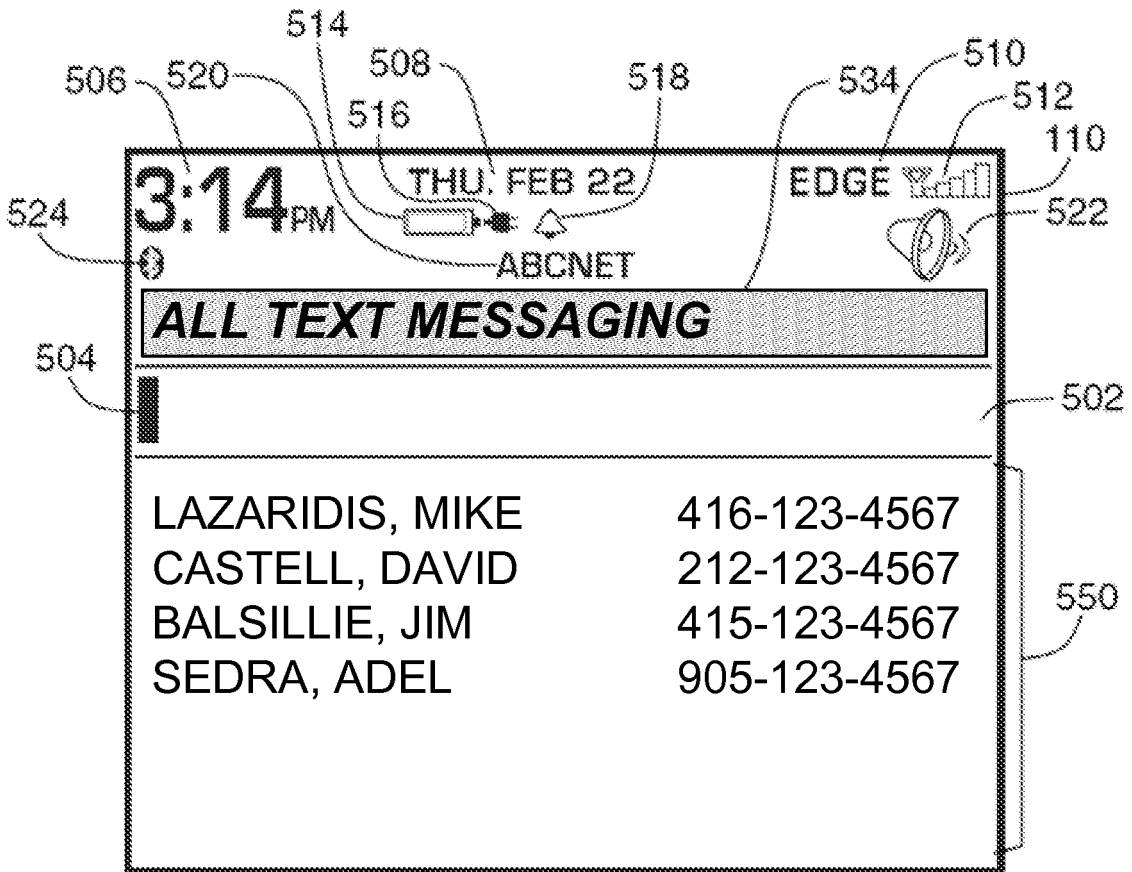 514
506 520 508 518 534 510
516 512
110
3:14PM THU. FEB 22 EDGE
524 522
ABCNET
ALL TEXT MESSAGING
504
502
LAZARIDIS, MIKE 416-123-4567
CASTELL, DAVID 212-123-4567
BALSILLIE, JIM 415-123-4567
550
SEDRA, ADEL 905-123-4567